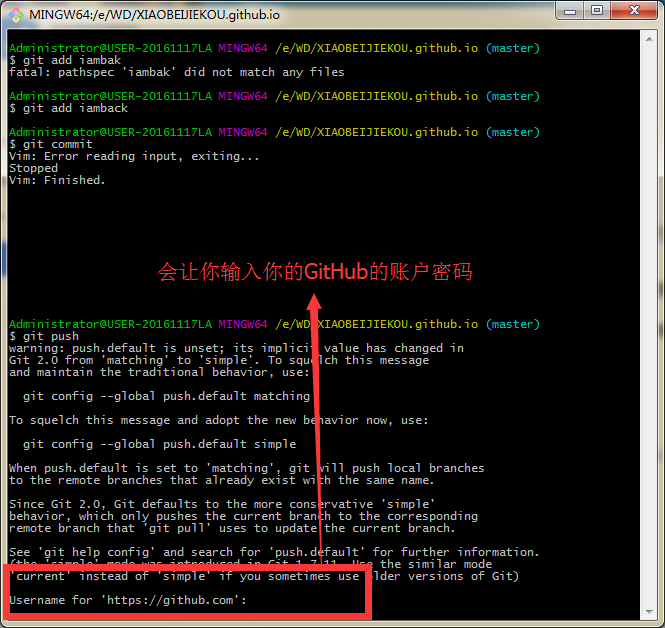 MINGW64:/e/WD/XIAOBEIJIEKOU.github.io
Administrator@USER-20161117LA MINGW64 /e/WD/XIAOBEIJIEKOU.github.io (master)
$ git add iambak
fatal: pathspec 'iambak' did not match any files
Administrator@USER-20161117LA MINGW64 /e/WD/XIAOBEIJIEKOU.github.io (master)
$ git add iamback
Administrator@USER-20161117LA MINGW64 /e/WD/XIAOBEIJIEKOU.github.io (master)
$ git commit
Vim: Error reading input, exiting...
Stopped
Vim: Finished.
会让你输入你的GitHub的账户密码
Administrator@USER-20161117LA MINGW64 /e/WD/XIAOBEIJIEKOU.github.io (master)
$ git push
warning: push.default is unset; its implicit value has changed in
Git 2.0 from 'matching' to 'simple'. To squelch this message
and maintain the traditional behavior, use:
git config --global push.default matching
To squelch this message and adopt the new behavior now, use:
git config --global push.default simple
When push.default is set to 'matching', git will push local branches
to the remote branches that already exist with the same name.
Since Git 2.0, Git defaults to the more conservative 'simple'
behavior, which only pushes the current branch to the corresponding
remote branch that 'git pull' uses to update the current branch.
See 'git help config' and search for 'push.default' for further information.
(the 'simple' mode was introduced in Git 1.7.11. Use the similar mode
'current' instead of 'simple' if you sometimes use older versions of Git)
Username for 'https://github.com':